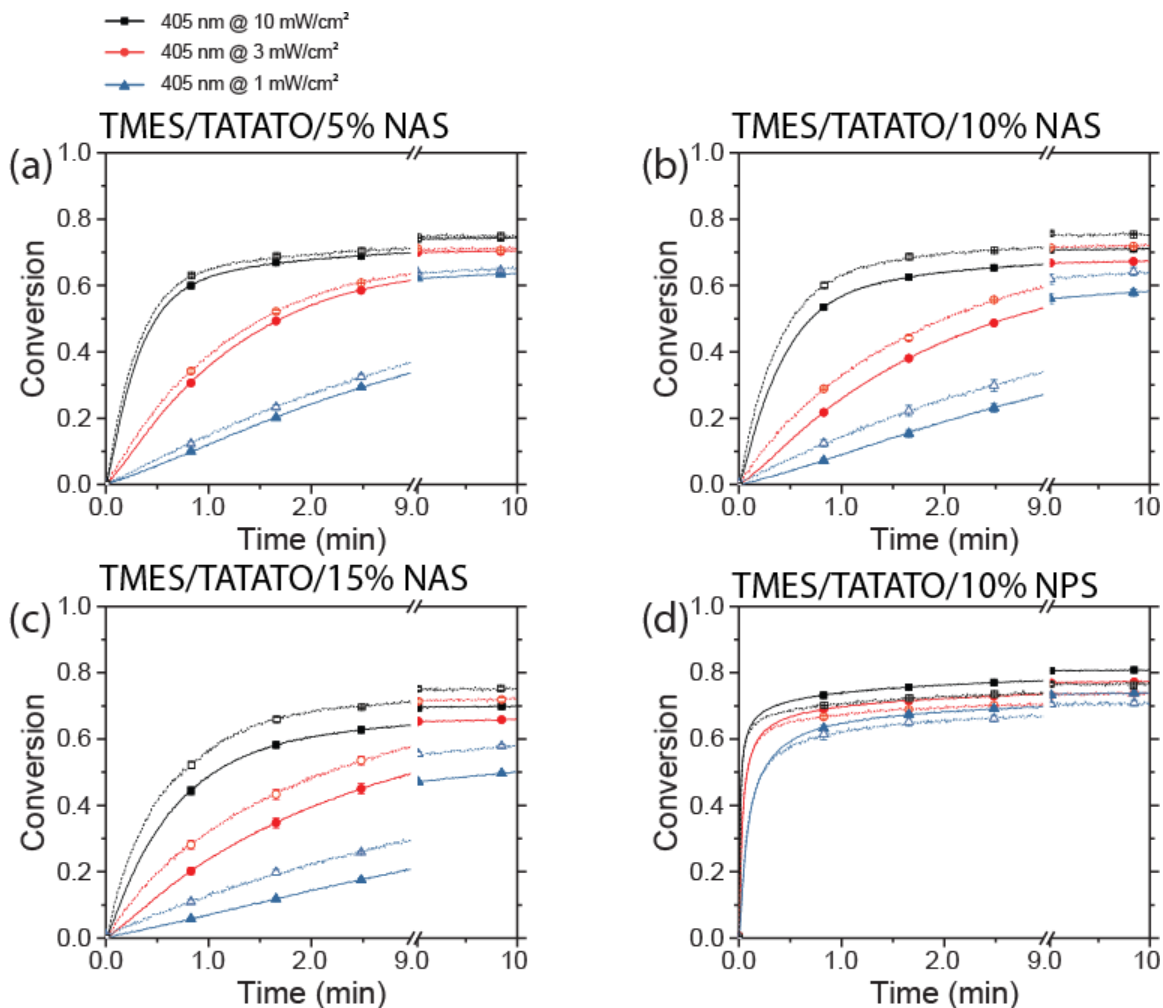 405 nm @ 10 mW/cm²
405 nm @ 3 mW/cm²
405 nm @ 1 mW/cm²
TMES/TATATO/5% NAS
(a)
1.0
0.8
0.6
0.4
0.2
0.0
Conversion
0.0 1.0 2.0 9.0 10
Time (min)
TMES/TATATO/10% NAS
(b)
1.0
0.8
0.6
0.4
0.2
0.0
Conversion
0.0 1.0 2.0 9.0 10
Time (min)
TMES/TATATO/15% NAS
(c)
1.0
0.8
0.6
0.4
0.2
0.0
Conversion
0.0 1.0 2.0 9.0 10
Time (min)
TMES/TATATO/10% NPS
(d)
1.0
0.8
0.6
0.4
0.2
0.0
Conversion
0.0 1.0 2.0 9.0 10
Time (min)